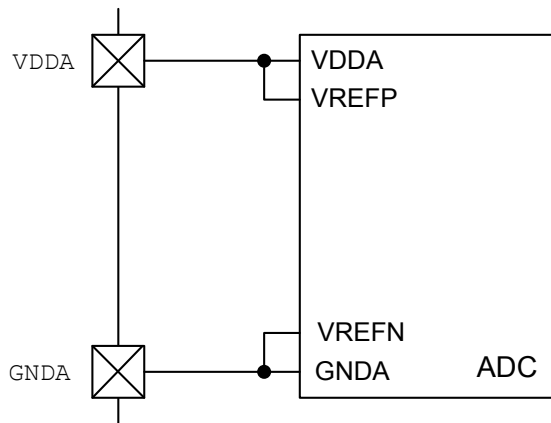 VDDA
VDDA
VREFP
VREFN
GNDA
GNDA
ADC